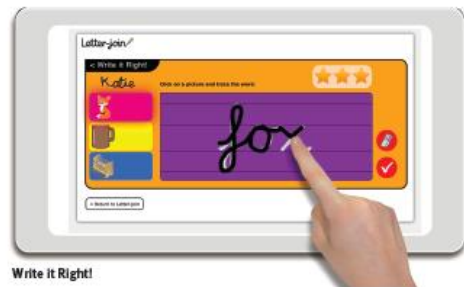 Letter-join
< Write it Right!
Katie
Click on a picture and trace the word.
fox
< Return to Letter-join
Write it Right!